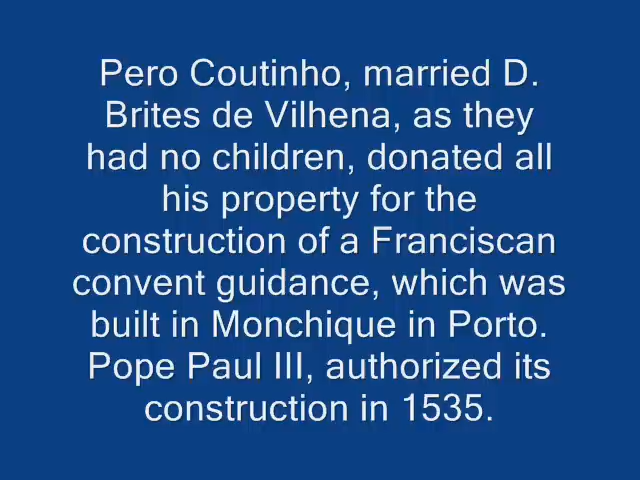 Pero Coutinho, married D.
Brites de Vilhena, as they
had no children, donated all
his property for the
construction of a Franciscan
convent guidance, which was
built in Monchique in Porto.
Pope Paul III, authorized its
construction in 1535.